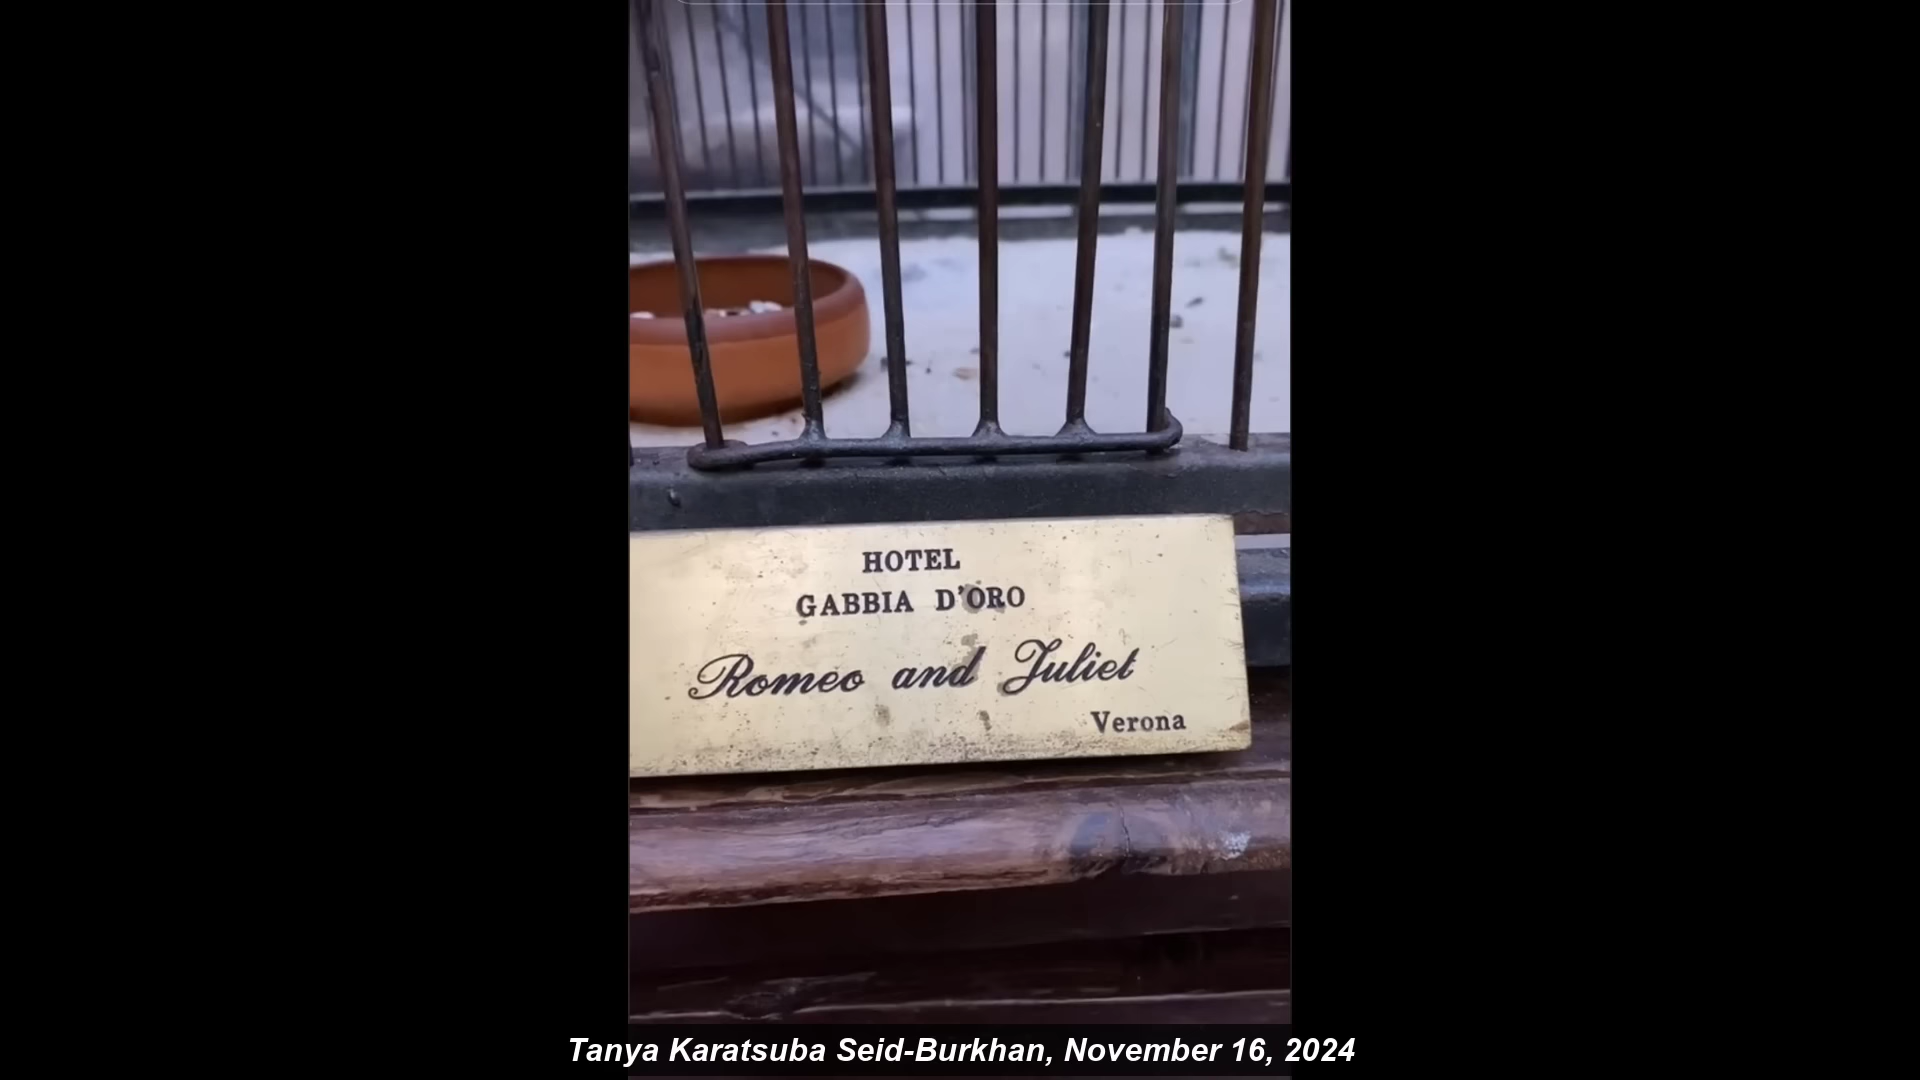 HOTEL
GABBIA D'ORO
Romeo and Juliet
Verona
Tanya Karatsuba Seid-Burkhan, November 16, 2024